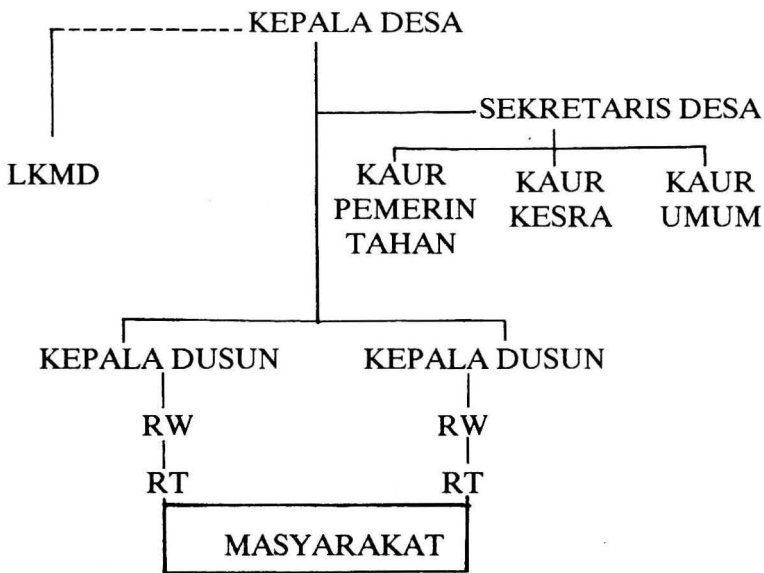 KEPALA DESA
SEKRETARIS DESA
LKMD
KAUR
PEMERIN
TAHAN
KAUR
KESRA
KAUR
UMUM
KEPALA DUSUN
KEPALA DUSUN
RW
RW
RT
RT
MASYARAKAT